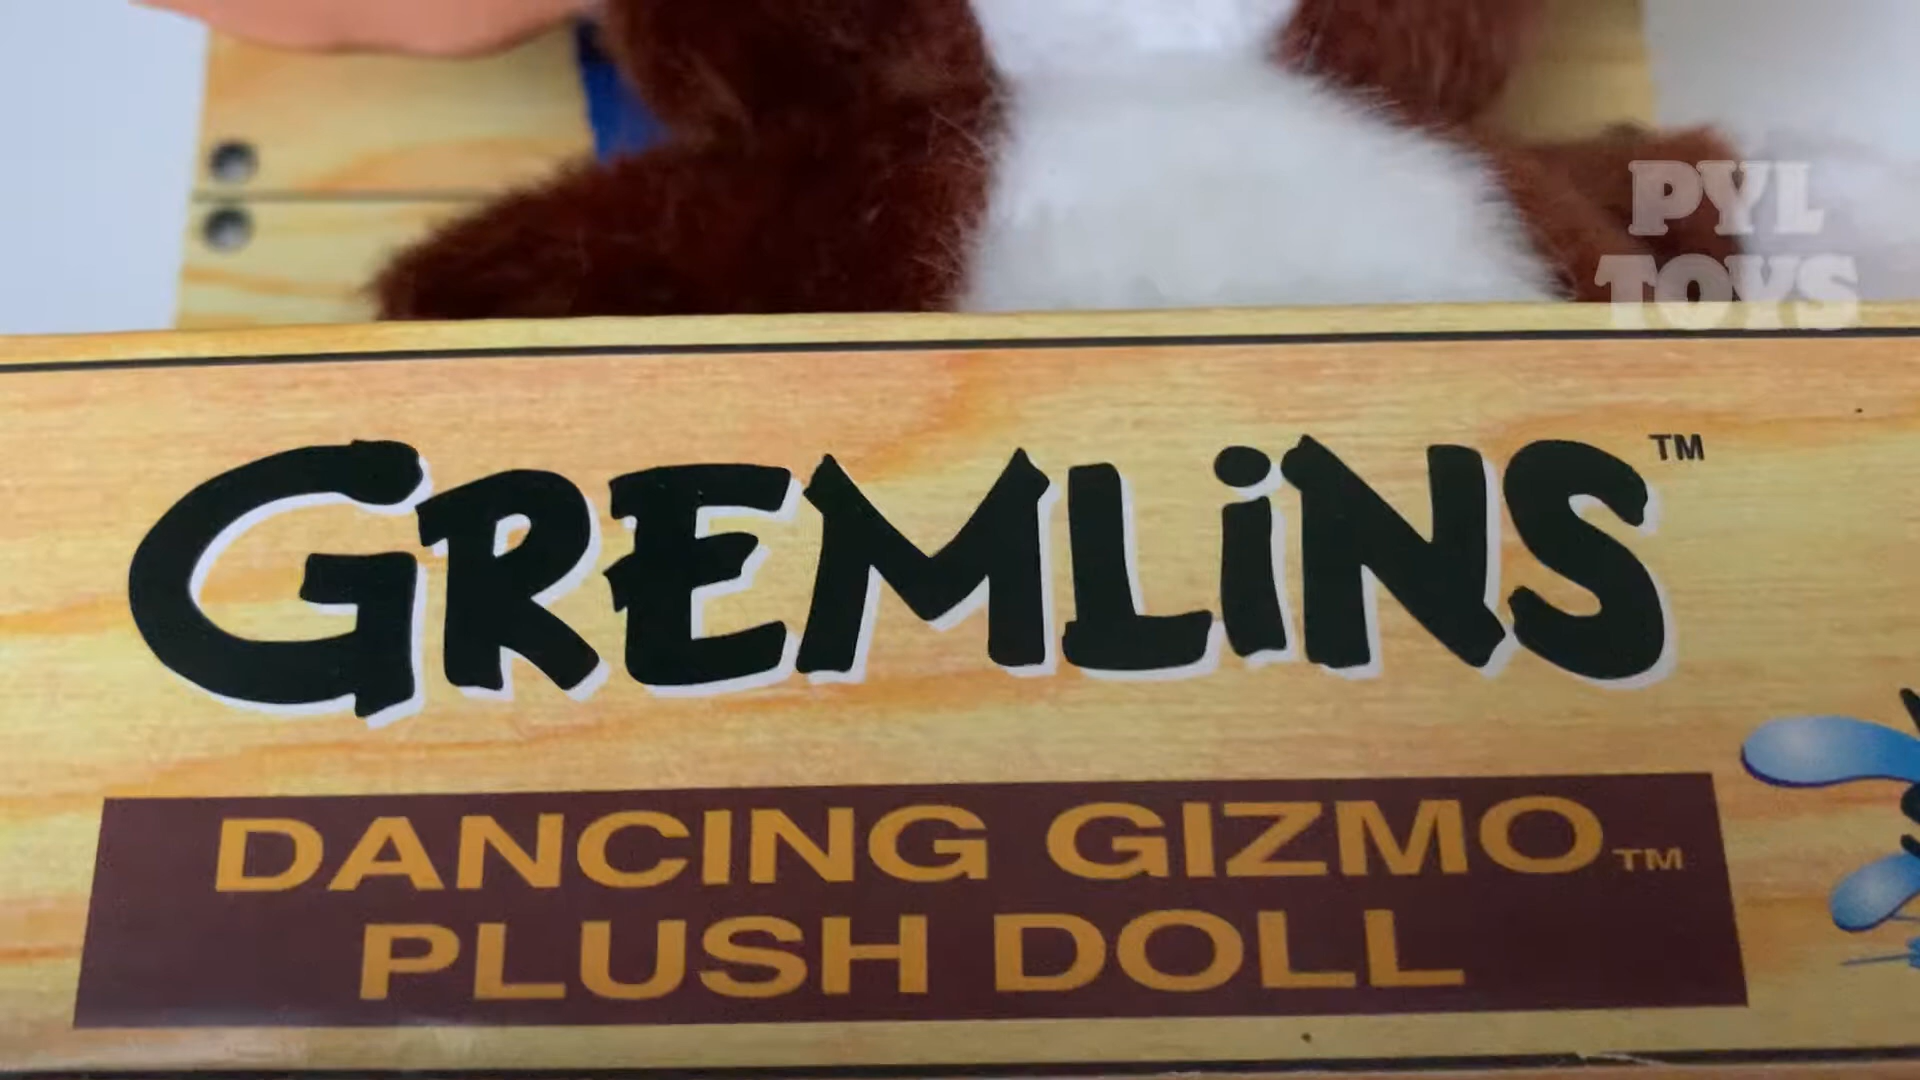 PYL
TOYS
GREMLiNS™
DANCING GIZMO™
PLUSH DOLL